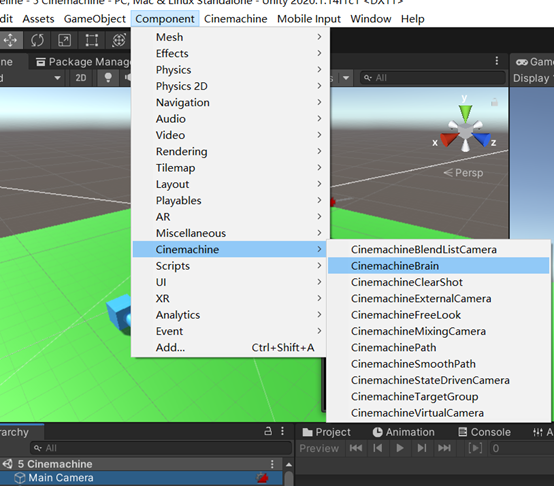 5 Cinemachine - PC, Mac & Linux Standalone - Unity 2020.1.14f1c1 <DX11>
dit Assets GameObject Component Cinemachine Mobile Input Window Help
Package Manag
Gam
2D
All
Display
Mesh
Effects
Physics
Physics 2D
Navigation
Audio
Video
Rendering
Tilemap
Layout
Playables
AR
Miscellaneous
Cinemachine
Scripts
UI
XR
Analytics
Event
Add... Ctrl+Shift+A
y
x
z
Persp
CinemachineBlendListCamera
CinemachineBrain
CinemachineClearShot
CinemachineExternalCamera
CinemachineFreeLook
CinemachineMixingCamera
CinemachinePath
CinemachineSmoothPath
CinemachineStateDrivenCamera
CinemachineTargetGroup
CinemachineVirtualCamera
rarchy
All
5 Cinemachine
Main Camera
Project Animation Console A
Preview 0